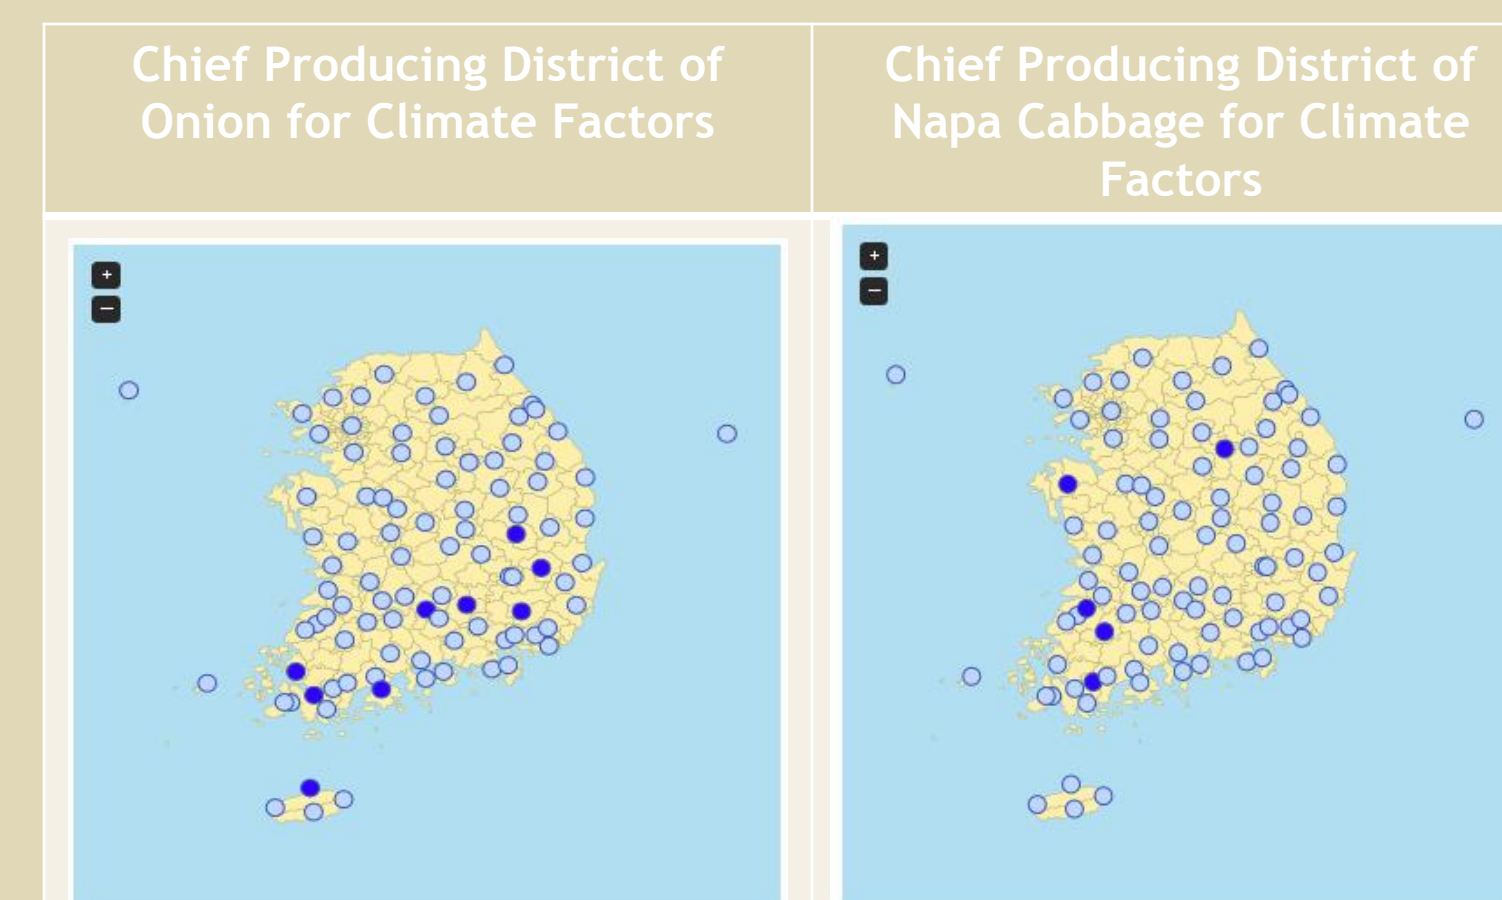 Chief Producing District of
Onion for Climate Factors
Chief Producing District of
Napa Cabbage for Climate
Factors
+
−
+
−